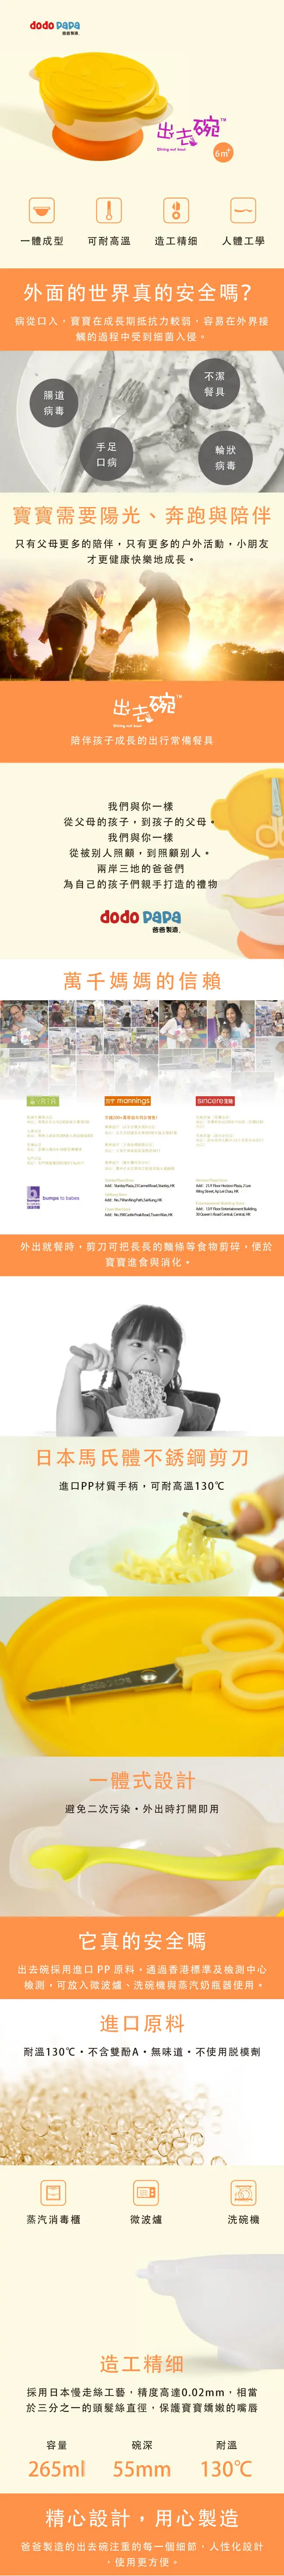 dodo papa
爸爸製造.
出去碗™
Dining out bowl
6m⁺
一體成型
可耐高溫
造工精細
人體工學
外面的世界真的安全嗎?
病從口入，寶寶在成長期抵抗力較弱，容易在外界接
觸的過程中受到細菌入侵。
不潔
餐具
腸道
病毒
手足
口病
輪狀
病毒
寶寶需要陽光、奔跑與陪伴
只有父母更多的陪伴，只有更多的户外活動，小朋友
才更健康快樂地成長。
出去碗™
Dining out bowl
陪伴孩子成長的出行常備餐具
我們與你一樣
從父母的孩子，到孩子的父母。
我們與你一樣
從被别人照顧，到照顧别人。
兩岸三地的爸爸們
為自己的孩子們親手打造的禮物
dodo papa
爸爸製造.
萬千媽媽的信賴
mannings
sincere
bumps to babes
外出就餐時，剪刀可把長長的麵條等食物剪碎，便於
寶寶進食與消化。
日本馬氏體不銹鋼剪刀
進口PP材質手柄，可耐高溫130℃
一體式設計
避免二次污染·外出時打開即用
它真的安全嗎
出去碗採用進口 PP 原料，通過香港標準及檢測中心
檢測，可放入微波爐、洗碗機與蒸汽奶瓶器使用。
進口原料
耐溫130℃·不含雙酚A·無味道·不使用脱模劑
蒸汽消毒櫃
微波爐
洗碗機
造工精细
採用日本慢走絲工藝，精度高達0.02mm，相當
於三分之一的頭髮絲直徑，保護寶寶嬌嫩的嘴唇
容量
碗深
耐溫
265ml
55mm
130℃
精心設計，用心製造
爸爸製造的出去碗注重的每一個細節，人性化設計
，使用更方便。